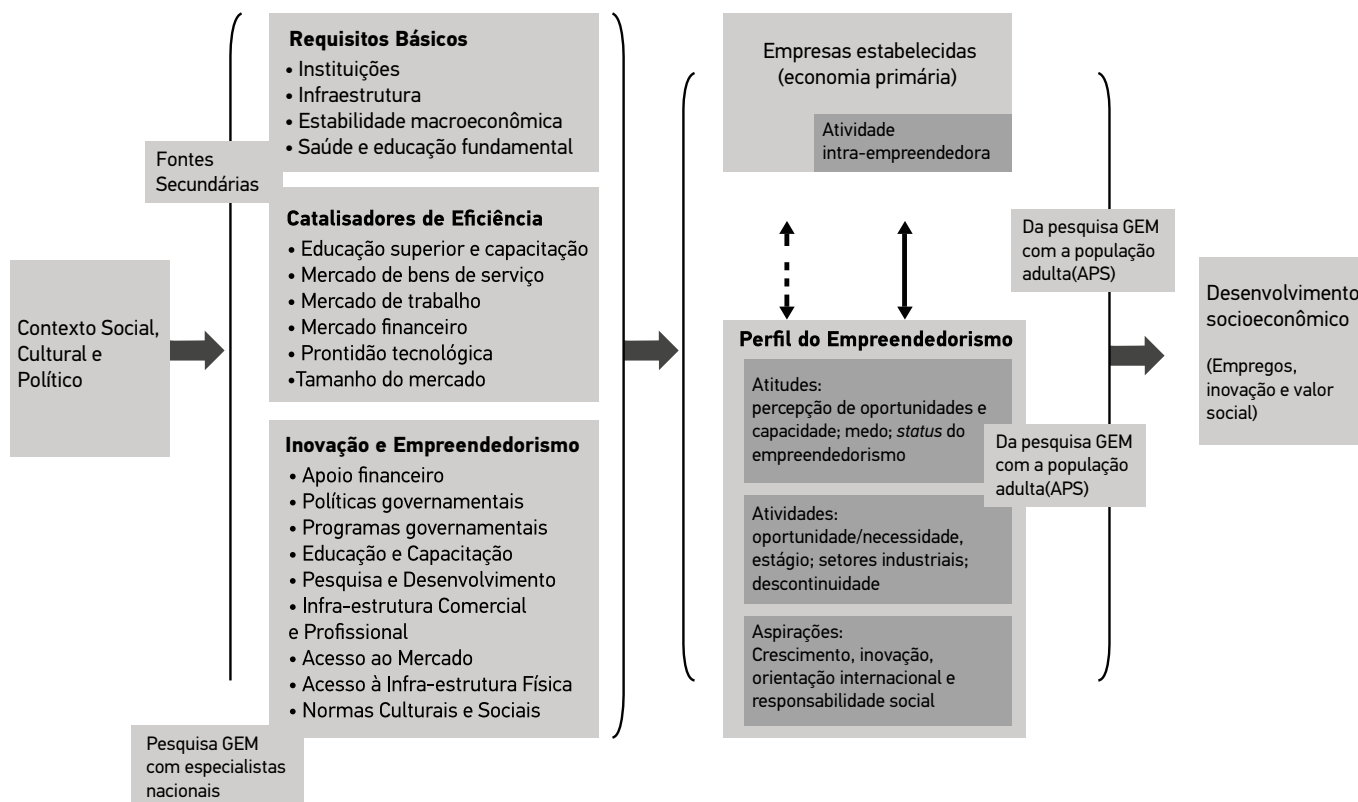 Contexto Social,
Cultural e
Político
Fontes
Secundárias
Requisitos Básicos
• Instituições
• Infraestrutura
• Estabilidade macroeconômica
• Saúde e educação fundamental
Catalisadores de Eficiência
• Educação superior e capacitação
• Mercado de bens de serviço
• Mercado de trabalho
• Mercado financeiro
• Prontidão tecnológica
•Tamanho do mercado
Inovação e Empreendedorismo
• Apoio financeiro
• Políticas governamentais
• Programas governamentais
• Educação e Capacitação
• Pesquisa e Desenvolvimento
• Infra-estrutura Comercial
e Profissional
• Acesso ao Mercado
• Acesso à Infra-estrutura Física
• Normas Culturais e Sociais
Pesquisa GEM
com especialistas
nacionais
Empresas estabelecidas
(economia primária)
Atividade
intra-empreendedora
Perfil do Empreendedorismo
Atitudes:
percepção de oportunidades e
capacidade; medo; status do
empreendedorismo
Atividades:
oportunidade/necessidade,
estágio; setores industriais;
descontinuidade
Aspirações:
Crescimento, inovação,
orientação internacional e
responsabilidade social
Da pesquisa GEM
com a população
adulta(APS)
Da pesquisa GEM
com a população
adulta(APS)
Desenvolvimento
socioeconômico
(Empregos,
inovação e valor
social)